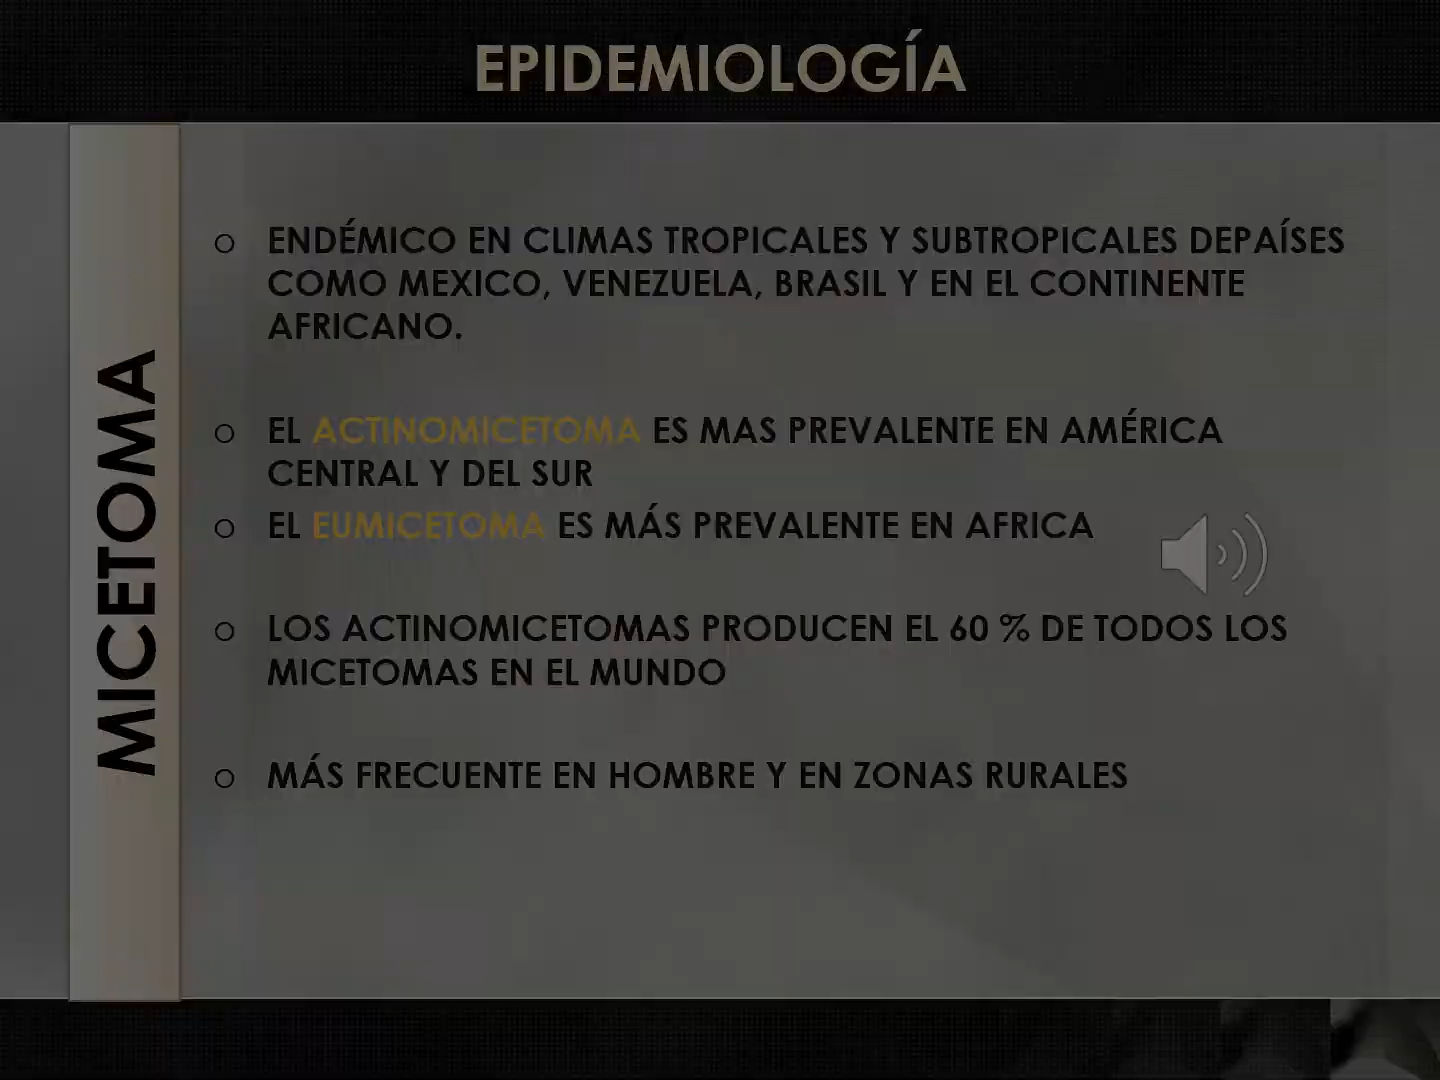 EPIDEMIOLOGÍA
MICETOMA
ENDÉMICO EN CLIMAS TROPICALES Y SUBTROPICALES DEPAÍSES
COMO MEXICO, VENEZUELA, BRASIL Y EN EL CONTINENTE
AFRICANO.
EL ACTINOMICETOMA ES MAS PREVALENTE EN AMÉRICA
CENTRAL Y DEL SUR
EL EUMICETOMA ES MÁS PREVALENTE EN AFRICA
LOS ACTINOMICETOMAS PRODUCEN EL 60 % DE TODOS LOS
MICETOMAS EN EL MUNDO
MÁS FRECUENTE EN HOMBRE Y EN ZONAS RURALES